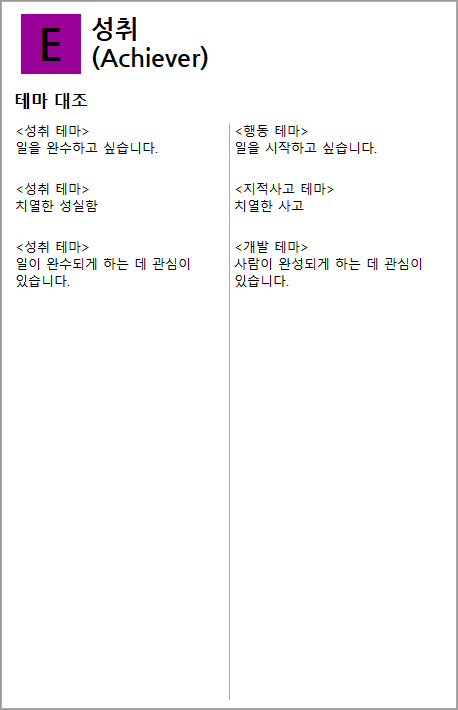 E
성취
(Achiever)
테마 대조
<성취 테마>
일을 완수하고 싶습니다.
<행동 테마>
일을 시작하고 싶습니다.
<성취 테마>
치열한 성실함
<지적사고 테마>
치열한 사고
<성취 테마>
일이 완수되게 하는 데 관심이
있습니다.
<개발 테마>
사람이 완성되게 하는 데 관심이
있습니다.